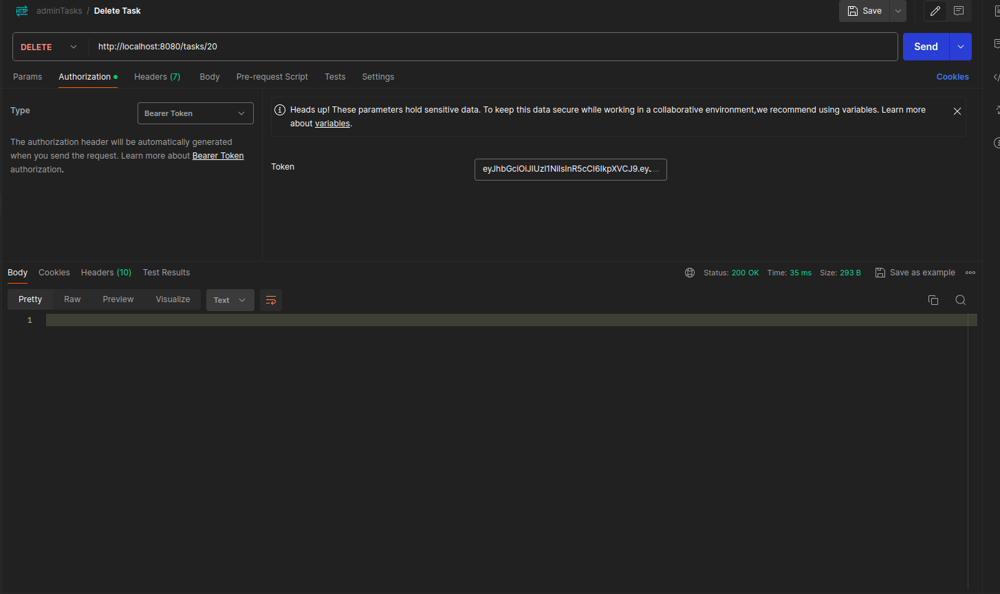 HTTP adminTasks / Delete Task Save
DELETE http://localhost:8080/tasks/20 Send
Params Authorization Headers (7) Body Pre-request Script Tests Settings Cookies
Type Bearer Token
The authorization header will be automatically generated
when you send the request. Learn more about Bearer Token
authorization.
Heads up! These parameters hold sensitive data. To keep this data secure while working in a collaborative environment,we recommend using variables. Learn more
about variables.
Token eyJhbGciOiJIUzI1NiIsInR5cCI6IkpXVCJ9.eyJ...
Body Cookies Headers (10) Test Results Status: 200 OK Time: 35 ms Size: 293 B Save as example
Pretty Raw Preview Visualize Text
1